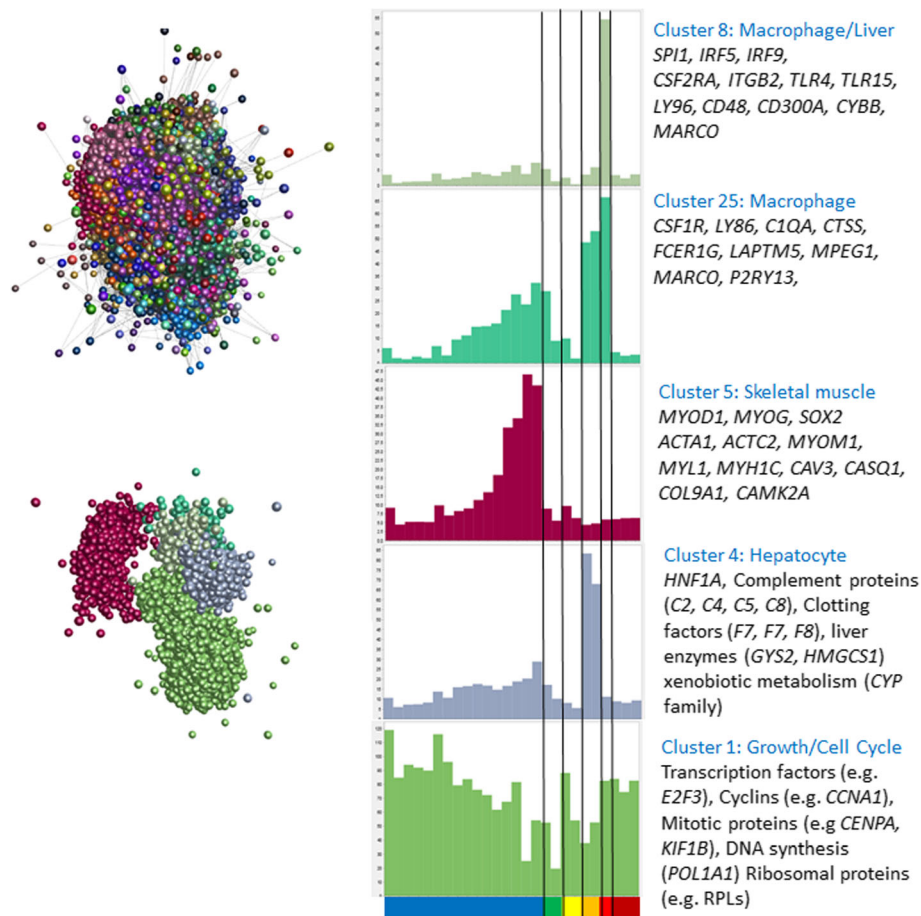 Cluster 8: Macrophage/Liver
SPI1, IRF5, IRF9,
CSF2RA, ITGB2, TLR4, TLR15,
LY96, CD48, CD300A, CYBB,
MARCO
Cluster 25: Macrophage
CSF1R, LY86, C1QA, CTSS,
FCER1G, LAPTM5, MPEG1,
MARCO, P2RY13,
Cluster 5: Skeletal muscle
MYOD1, MYOG, SOX2
ACTA1, ACTC2, MYOM1,
MYL1, MYH1C, CAV3, CASQ1,
COL9A1, CAMK2A
Cluster 4: Hepatocyte
HNF1A, Complement proteins
(C2, C4, C5, C8), Clotting
factors (F7, F7, F8), liver
enzymes (GYS2, HMGCS1)
xenobiotic metabolism (CYP
family)
Cluster 1: Growth/Cell Cycle
Transcription factors (e.g.
E2F3), Cyclins (e.g. CCNA1),
Mitotic proteins (e.g CENPA,
KIF1B), DNA synthesis
(POL1A1) Ribosomal proteins
(e.g. RPLs)